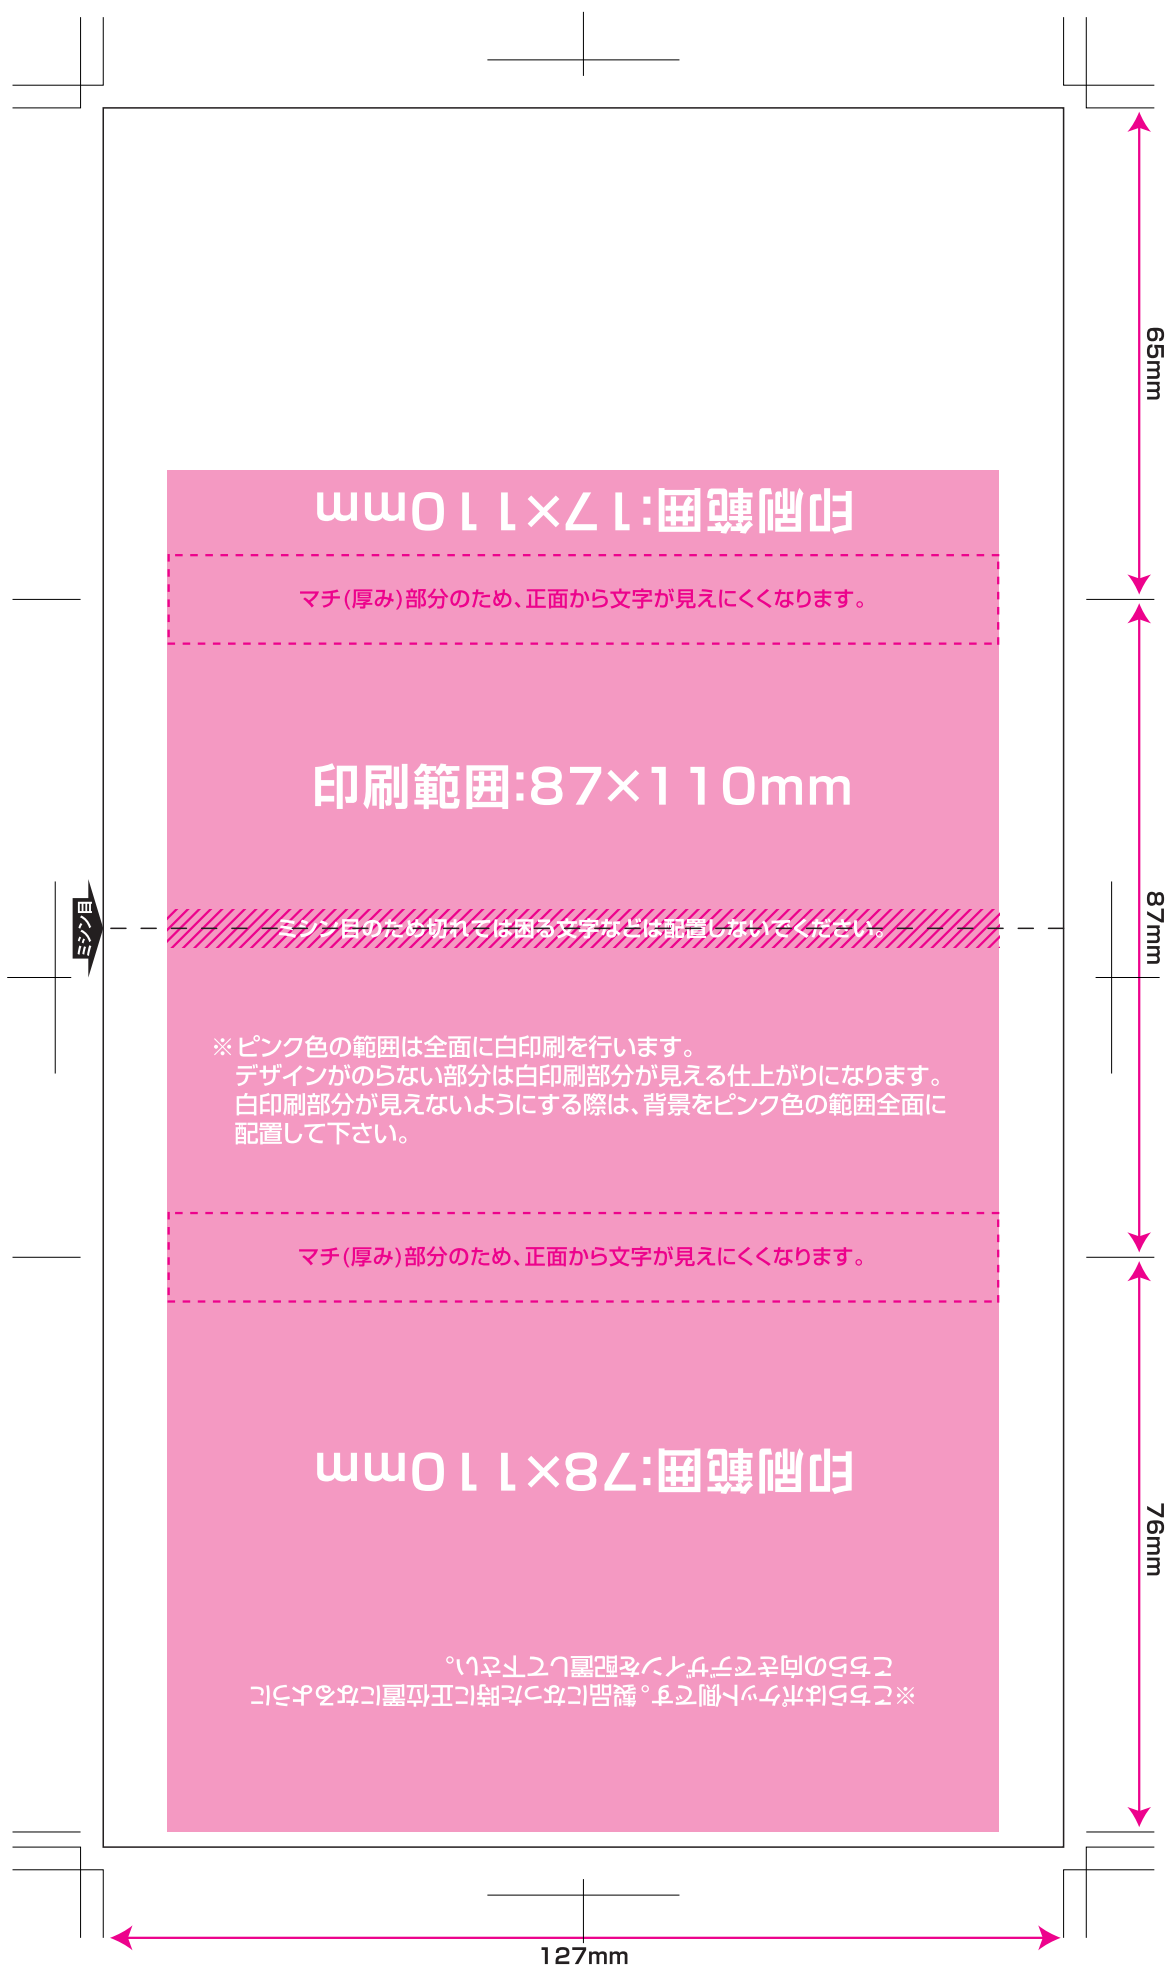 65mm
印刷範囲:17×110mm
マチ(厚み)部分のため、正面から文字が見えにくくなります。
印刷範囲:87×110mm
87mm
ミシン目
ミシン目のため切れては困る文字などは配置しないでください。
※ピンク色の範囲は全面に白印刷を行います。
デザインがのらない部分は白印刷部分が見える仕上がりになります。
白印刷部分が見えないようにする際は、背景をピンク色の範囲全面に
配置して下さい。
マチ(厚み)部分のため、正面から文字が見えにくくなります。
印刷範囲:78×110mm
76mm
※こちらはポケット側です。製品になった時に正位置になるように
こちらの向きでデザインを配置して下さい。
127mm